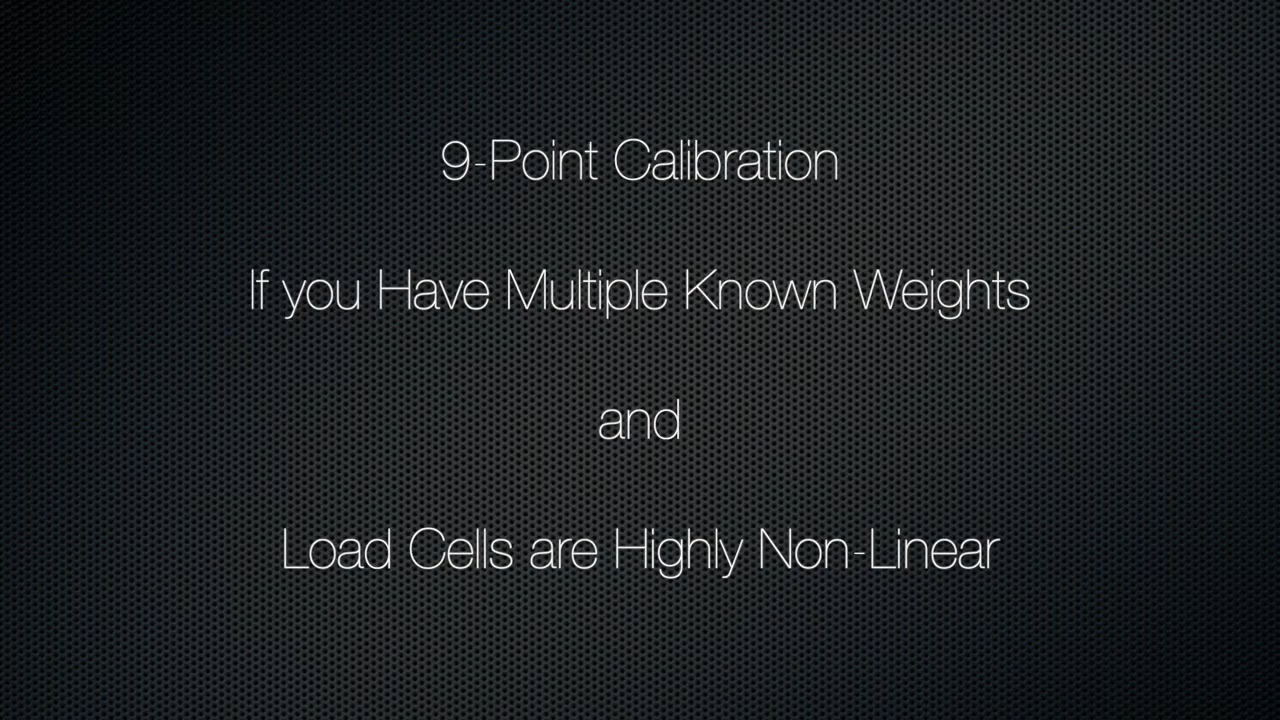 9-Point Calibration
If you Have Multiple Known Weights
and
Load Cells are Highly Non-Linear